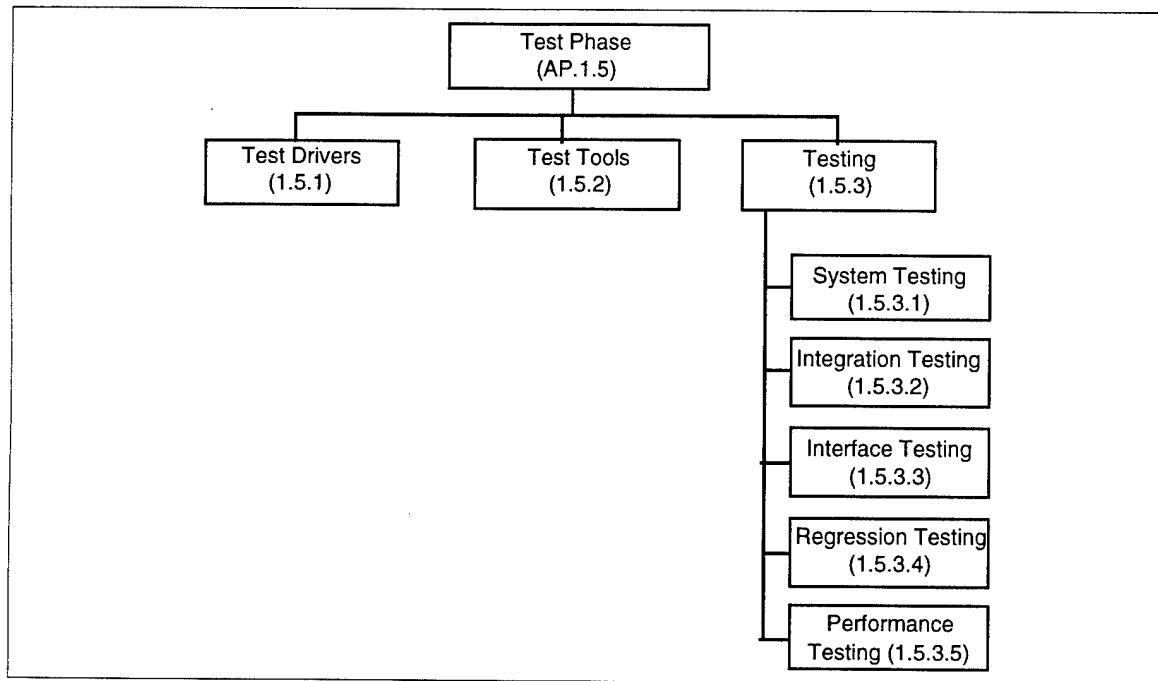 Test Phase
(AP.1.5)
Test Drivers
(1.5.1)
Test Tools
(1.5.2)
Testing
(1.5.3)
System Testing
(1.5.3.1)
Integration Testing
(1.5.3.2)
Interface Testing
(1.5.3.3)
Regression Testing
(1.5.3.4)
Performance
Testing (1.5.3.5)